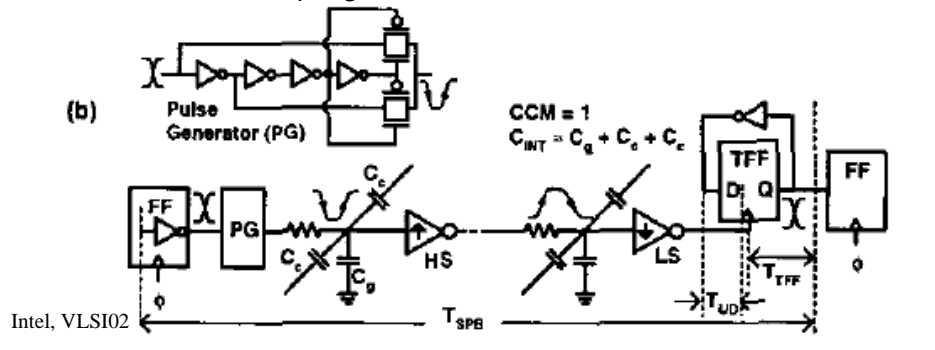 (b)
Pulse
Generator (PG)
CCM = 1
C_INT = C_g + C_c + C_c
TFF
D Q
FF
FF
PG
C_c
C_c
C_g
HS
LS
ϕ
ϕ
T_TFF
T_UD
T_SPB
Intel, VLSI02